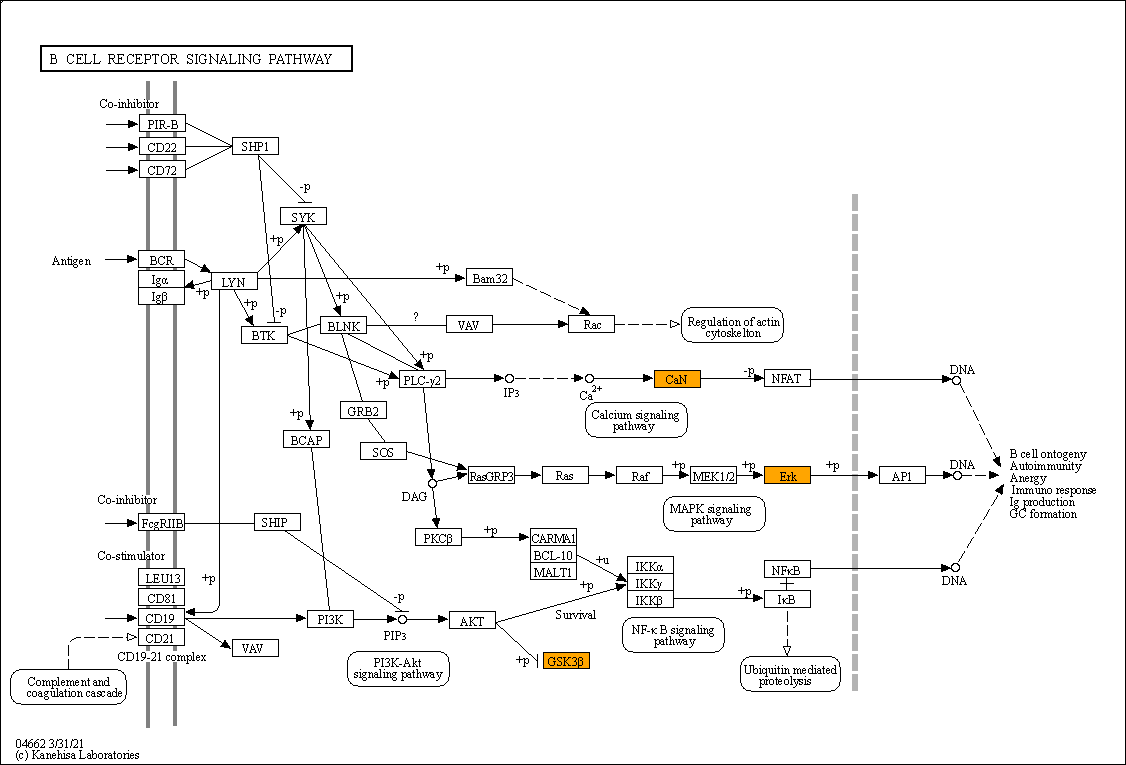 B CELL RECEPTOR SIGNALING PATHWAY
Co-inhibitor
PIR-B
CD22
SHP1
CD72
-p
SYK
+p
Antigen
BCR
Igα
LYN
+p
Bam32
Igβ
+p
+p
-p
+p
BTK
BLNK
?
VAV
Rac
Regulation of actin
cytoskelton
+p
+p
PLC-γ2
IP3
Ca2+
CaN
-p
NFAT
DNA
Calcium signaling
pathway
GRB2
+p
BCAP
SOS
RasGRP3
Ras
Raf
+p
MEK1/2
+p
Erk
+p
AP1
DNA
B cell ontogeny
Autoimmunity
Anergy
Immuno response
Ig production
GC formation
DAG
MAPK signaling
pathway
Co-inhibitor
FcgRIIB
SHIP
PKCβ
+p
CARMA1
BCL-10
MALT1
+u
+p
IKKα
IKKγ
IKKβ
+p
NFκB
IκB
DNA
Co-stimulator
LEU13
+p
CD81
CD19
CD21
CD19-21 complex
VAV
PI3K
-p
PIP3
AKT
Survival
+p
GSK3β
PI3K-Akt
signaling pathway
NF-κ B signaling
pathway
Ubiquitin mediated
proteolysis
Complement and
coagulation cascade
04662 3/31/21
(c) Kanehisa Laboratories